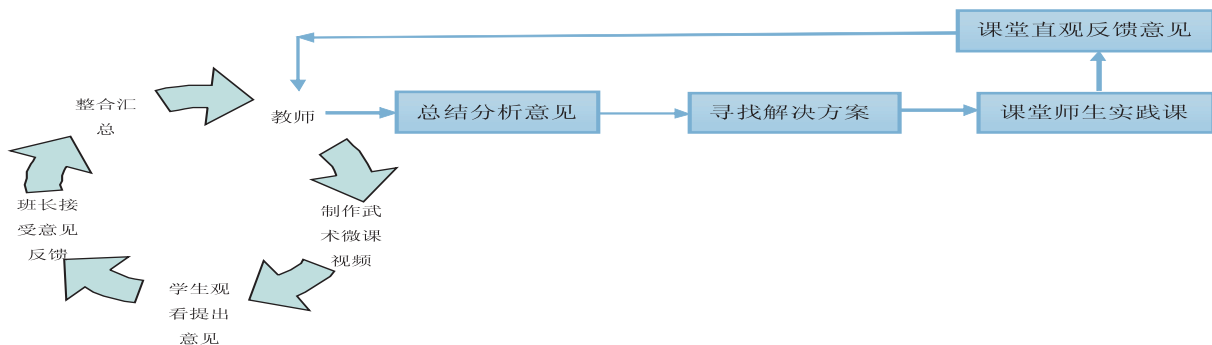 课堂直观反馈意见
整合汇
总
教师
总结分析意见
寻找解决方案
课堂师生实践课
制作武
术微课
视频
学生观
看提出
意见
班长接
受意见
反馈